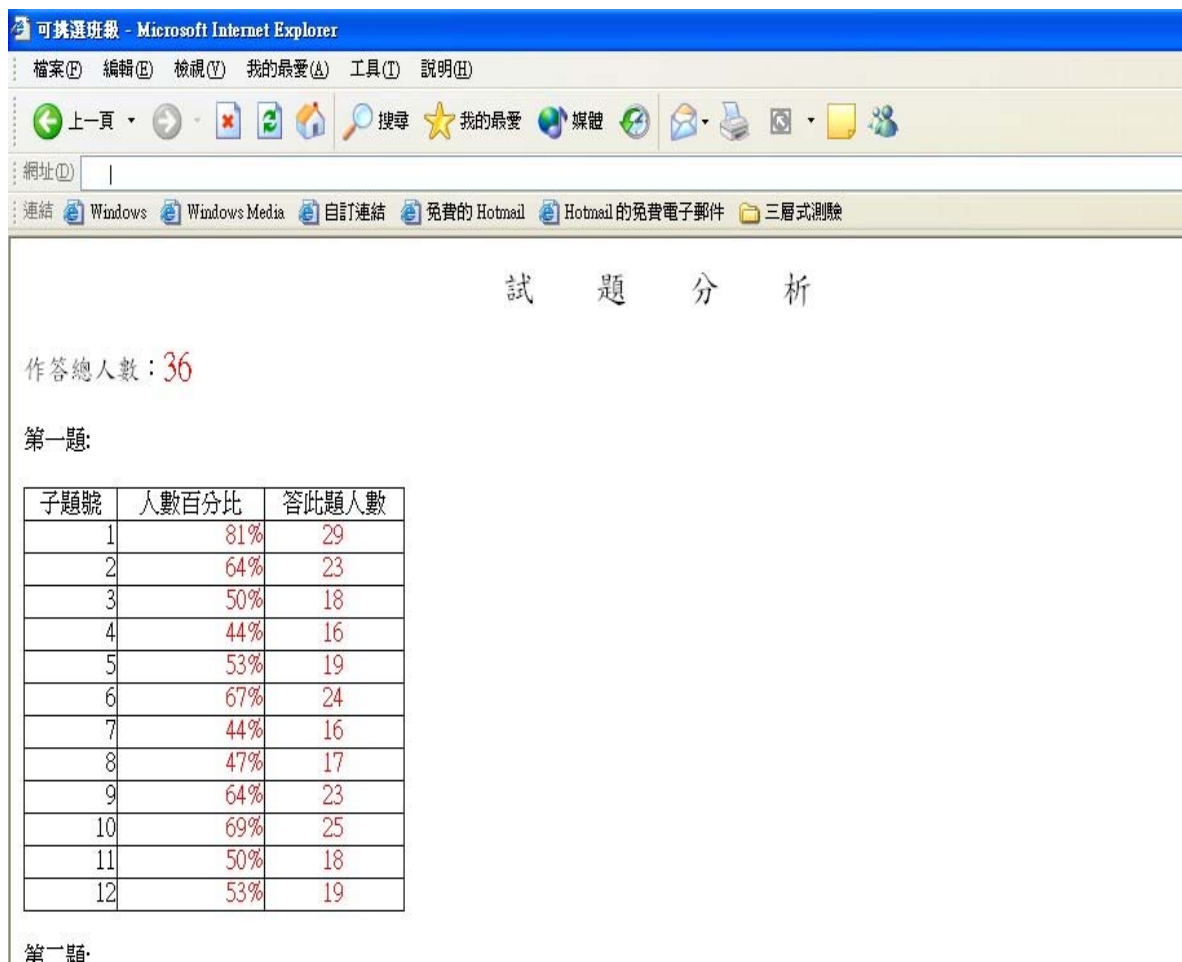 可挑選班級 - Microsoft Internet Explorer
檔案(F) 編輯(E) 檢視(V) 我的最愛(A) 工具(T) 說明(H)
上一頁 搜尋 我的最愛 媒體
網址(D)
連結 Windows Windows Media 自訂連結 免費的 Hotmail Hotmail 的免費電子郵件 三層式測驗
試 題 分 析
作答總人數：36
第一題:
子題號 人數百分比 答此題人數
1 81% 29
2 64% 23
3 50% 18
4 44% 16
5 53% 19
6 67% 24
7 44% 16
8 47% 17
9 64% 23
10 69% 25
11 50% 18
12 53% 19
第二題: